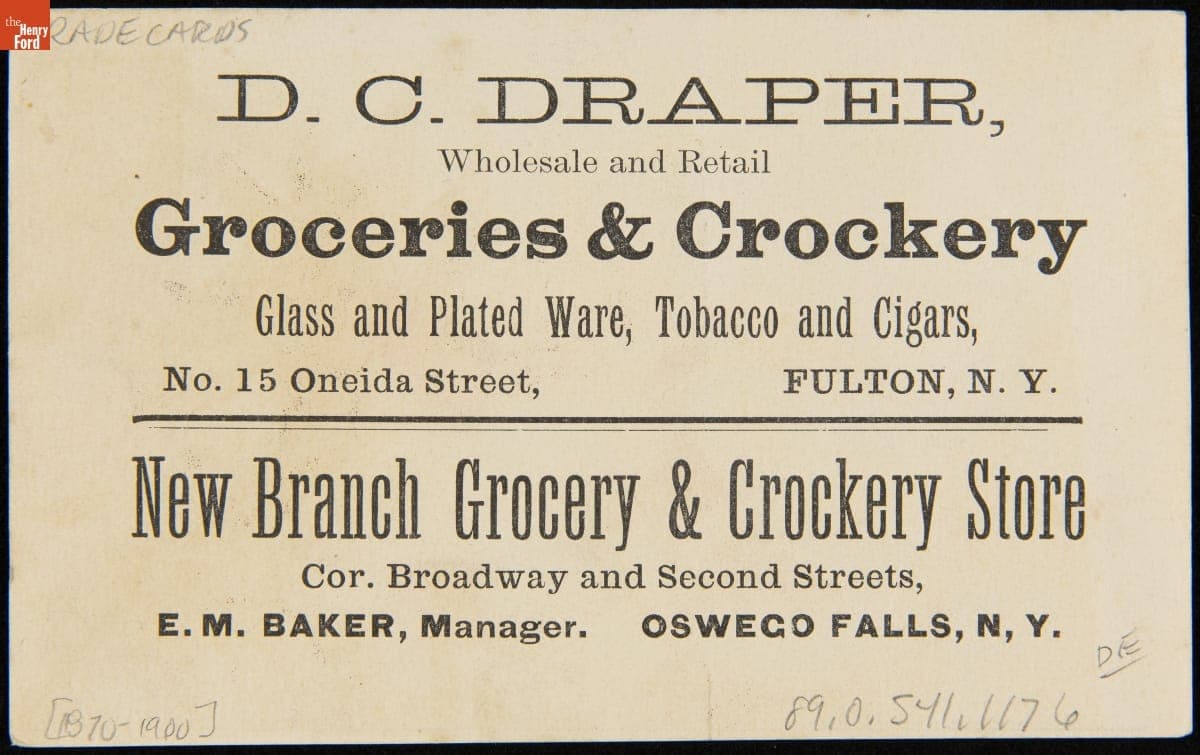 the
Henry
Ford
RADE CARDS
D. C. DRAPER,
Wholesale and Retail
Groceries & Crockery
Glass and Plated Ware, Tobacco and Cigars,
No. 15 Oneida Street, FULTON, N. Y.
New Branch Grocery & Crockery Store
Cor. Broadway and Second Streets,
E. M. BAKER, Manager. OSWEGO FALLS, N, Y.
DE
[1870-1900] 89.0.541.1176